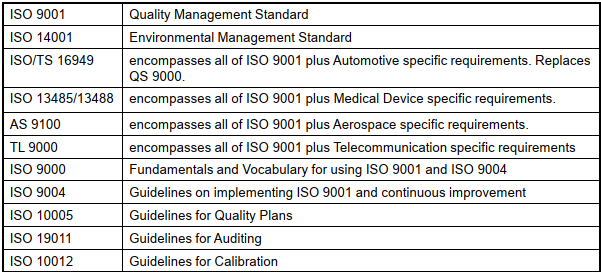 ISO 9001 Quality Management Standard
ISO 14001 Environmental Management Standard
ISO/TS 16949 encompasses all of ISO 9001 plus Automotive specific requirements. Replaces
QS 9000.
ISO 13485/13488 encompasses all of ISO 9001 plus Medical Device specific requirements.
AS 9100 encompasses all of ISO 9001 plus Aerospace specific requirements.
TL 9000 encompasses all of ISO 9001 plus Telecommunication specific requirements
ISO 9000 Fundamentals and Vocabulary for using ISO 9001 and ISO 9004
ISO 9004 Guidelines on implementing ISO 9001 and continuous improvement
ISO 10005 Guidelines for Quality Plans
ISO 19011 Guidelines for Auditing
ISO 10012 Guidelines for Calibration